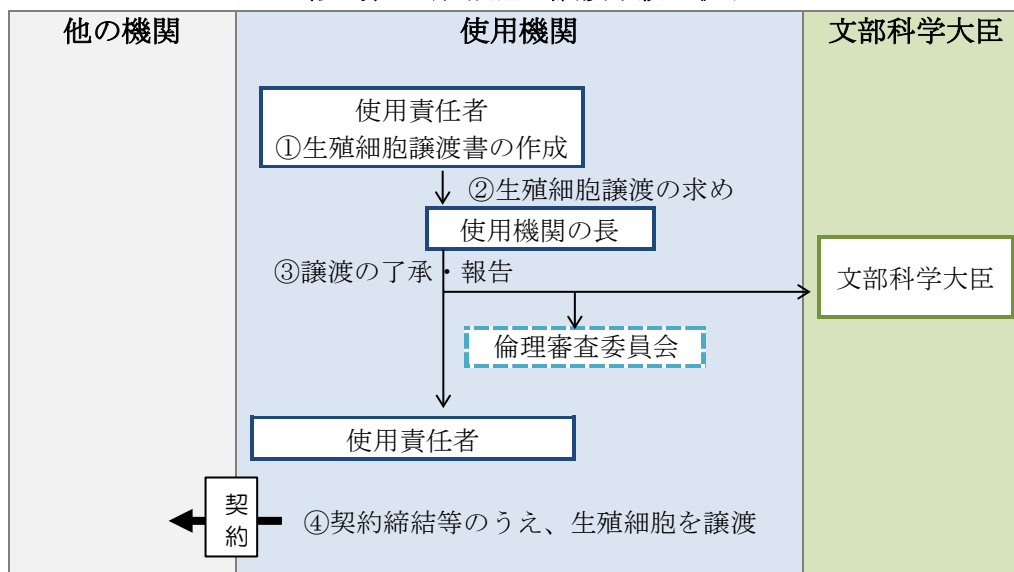 他の機関
使用機関
文部科学大臣
使用責任者
①生殖細胞譲渡書の作成
②生殖細胞譲渡の求め
使用機関の長
③譲渡の了承・報告
文部科学大臣
倫理審査委員会
使用責任者
契約
④契約締結等のうえ、生殖細胞を譲渡